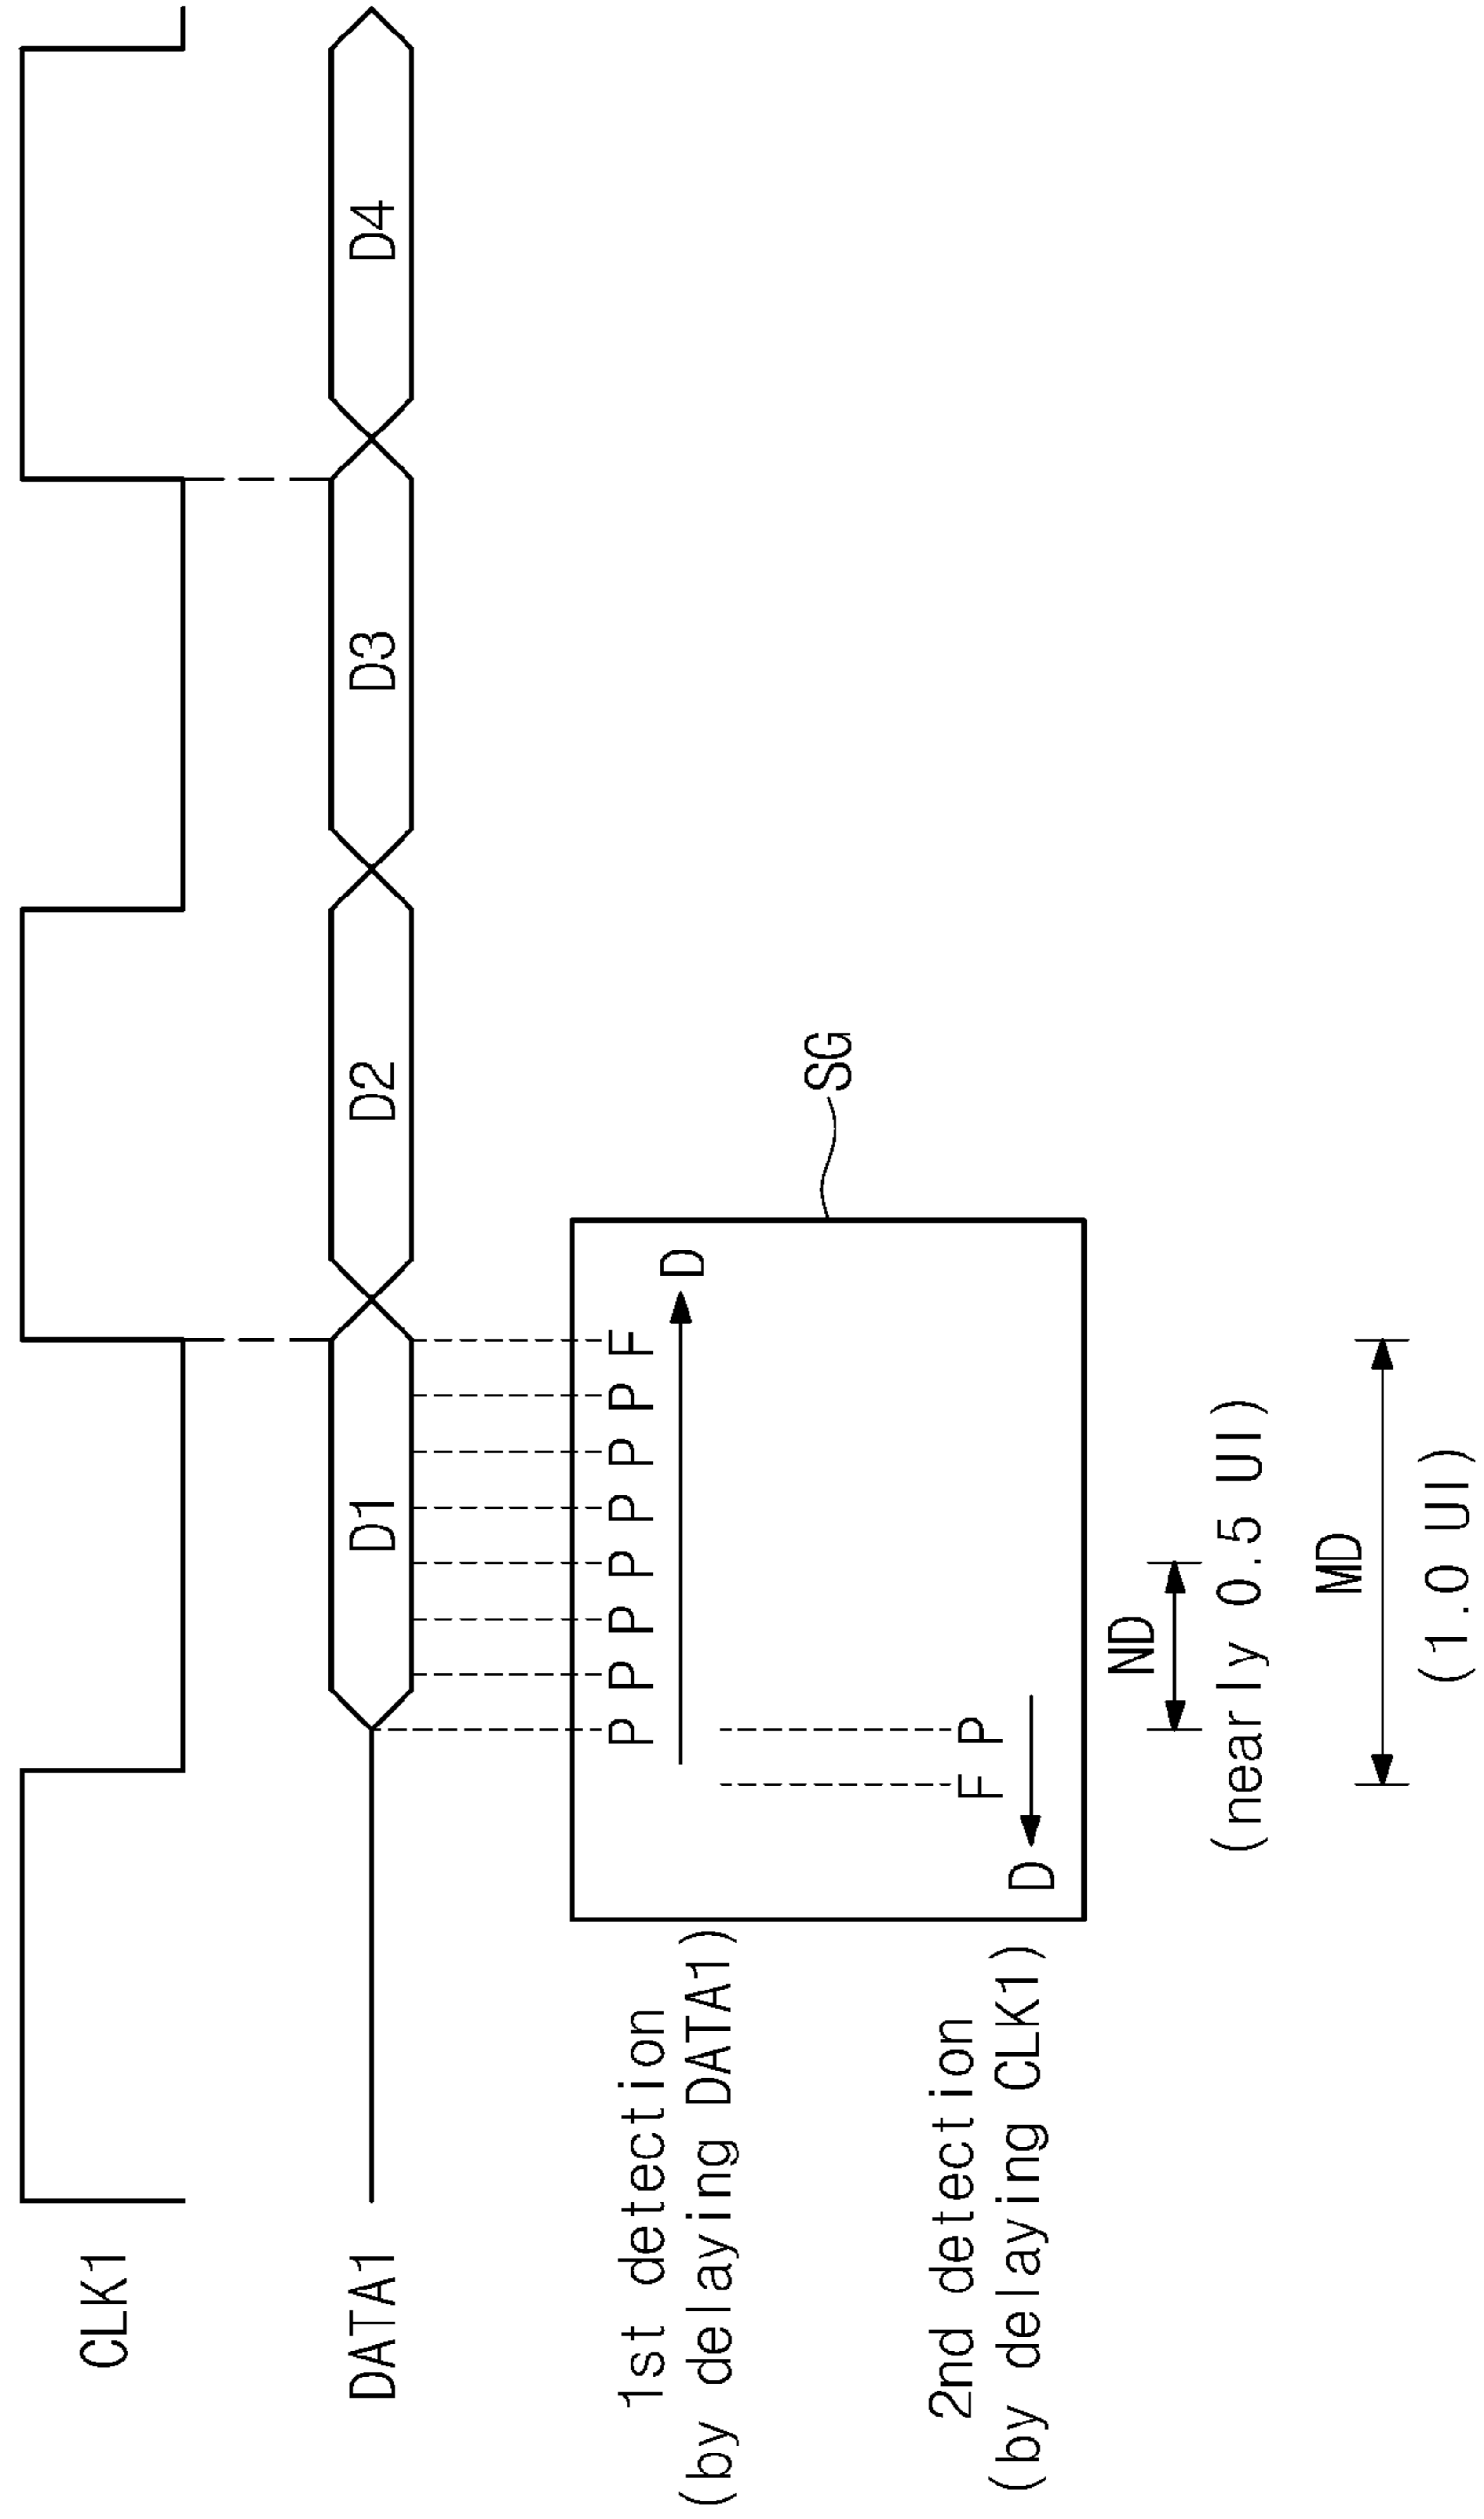 CLK1
DATA1
D1
D2
D3
D4
1st detection
(by delaying DATA1)
P P P P P P P F
D
SG
2nd detection
(by delaying CLK1)
F P
D
ND
(nearly 0.5 UI)
MD
(1.0 UI)